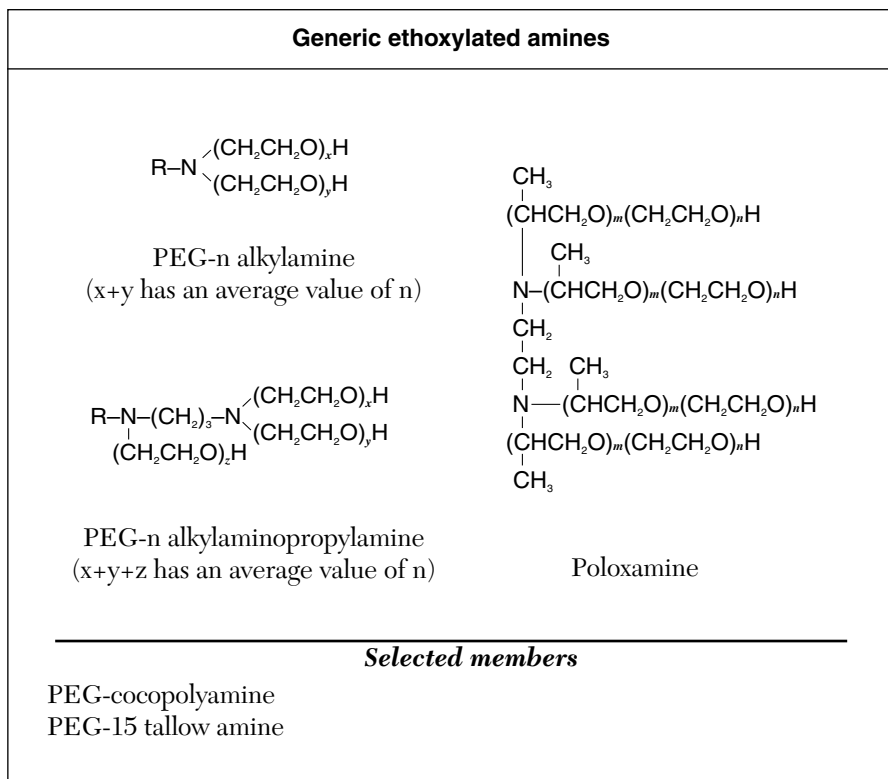 Generic ethoxylated amines
(CH₂CH₂O)ₓH
R–N
(CH₂CH₂O)yH
PEG-n alkylamine
(x+y has an average value of n)
(CH₂CH₂O)ₓH
R–N–(CH₂)₃–N
(CH₂CH₂O)yH
(CH₂CH₂O)zH
PEG-n alkylaminopropylamine
(x+y+z has an average value of n)
CH₃
(CHCH₂O)m(CH₂CH₂O)nH
CH₃
N–(CHCH₂O)m(CH₂CH₂O)nH
CH₂
CH₂ CH₃
N—(CHCH₂O)m(CH₂CH₂O)nH
(CHCH₂O)m(CH₂CH₂O)nH
CH₃
Poloxamine
Selected members
PEG-cocopolyamine
PEG-15 tallow amine